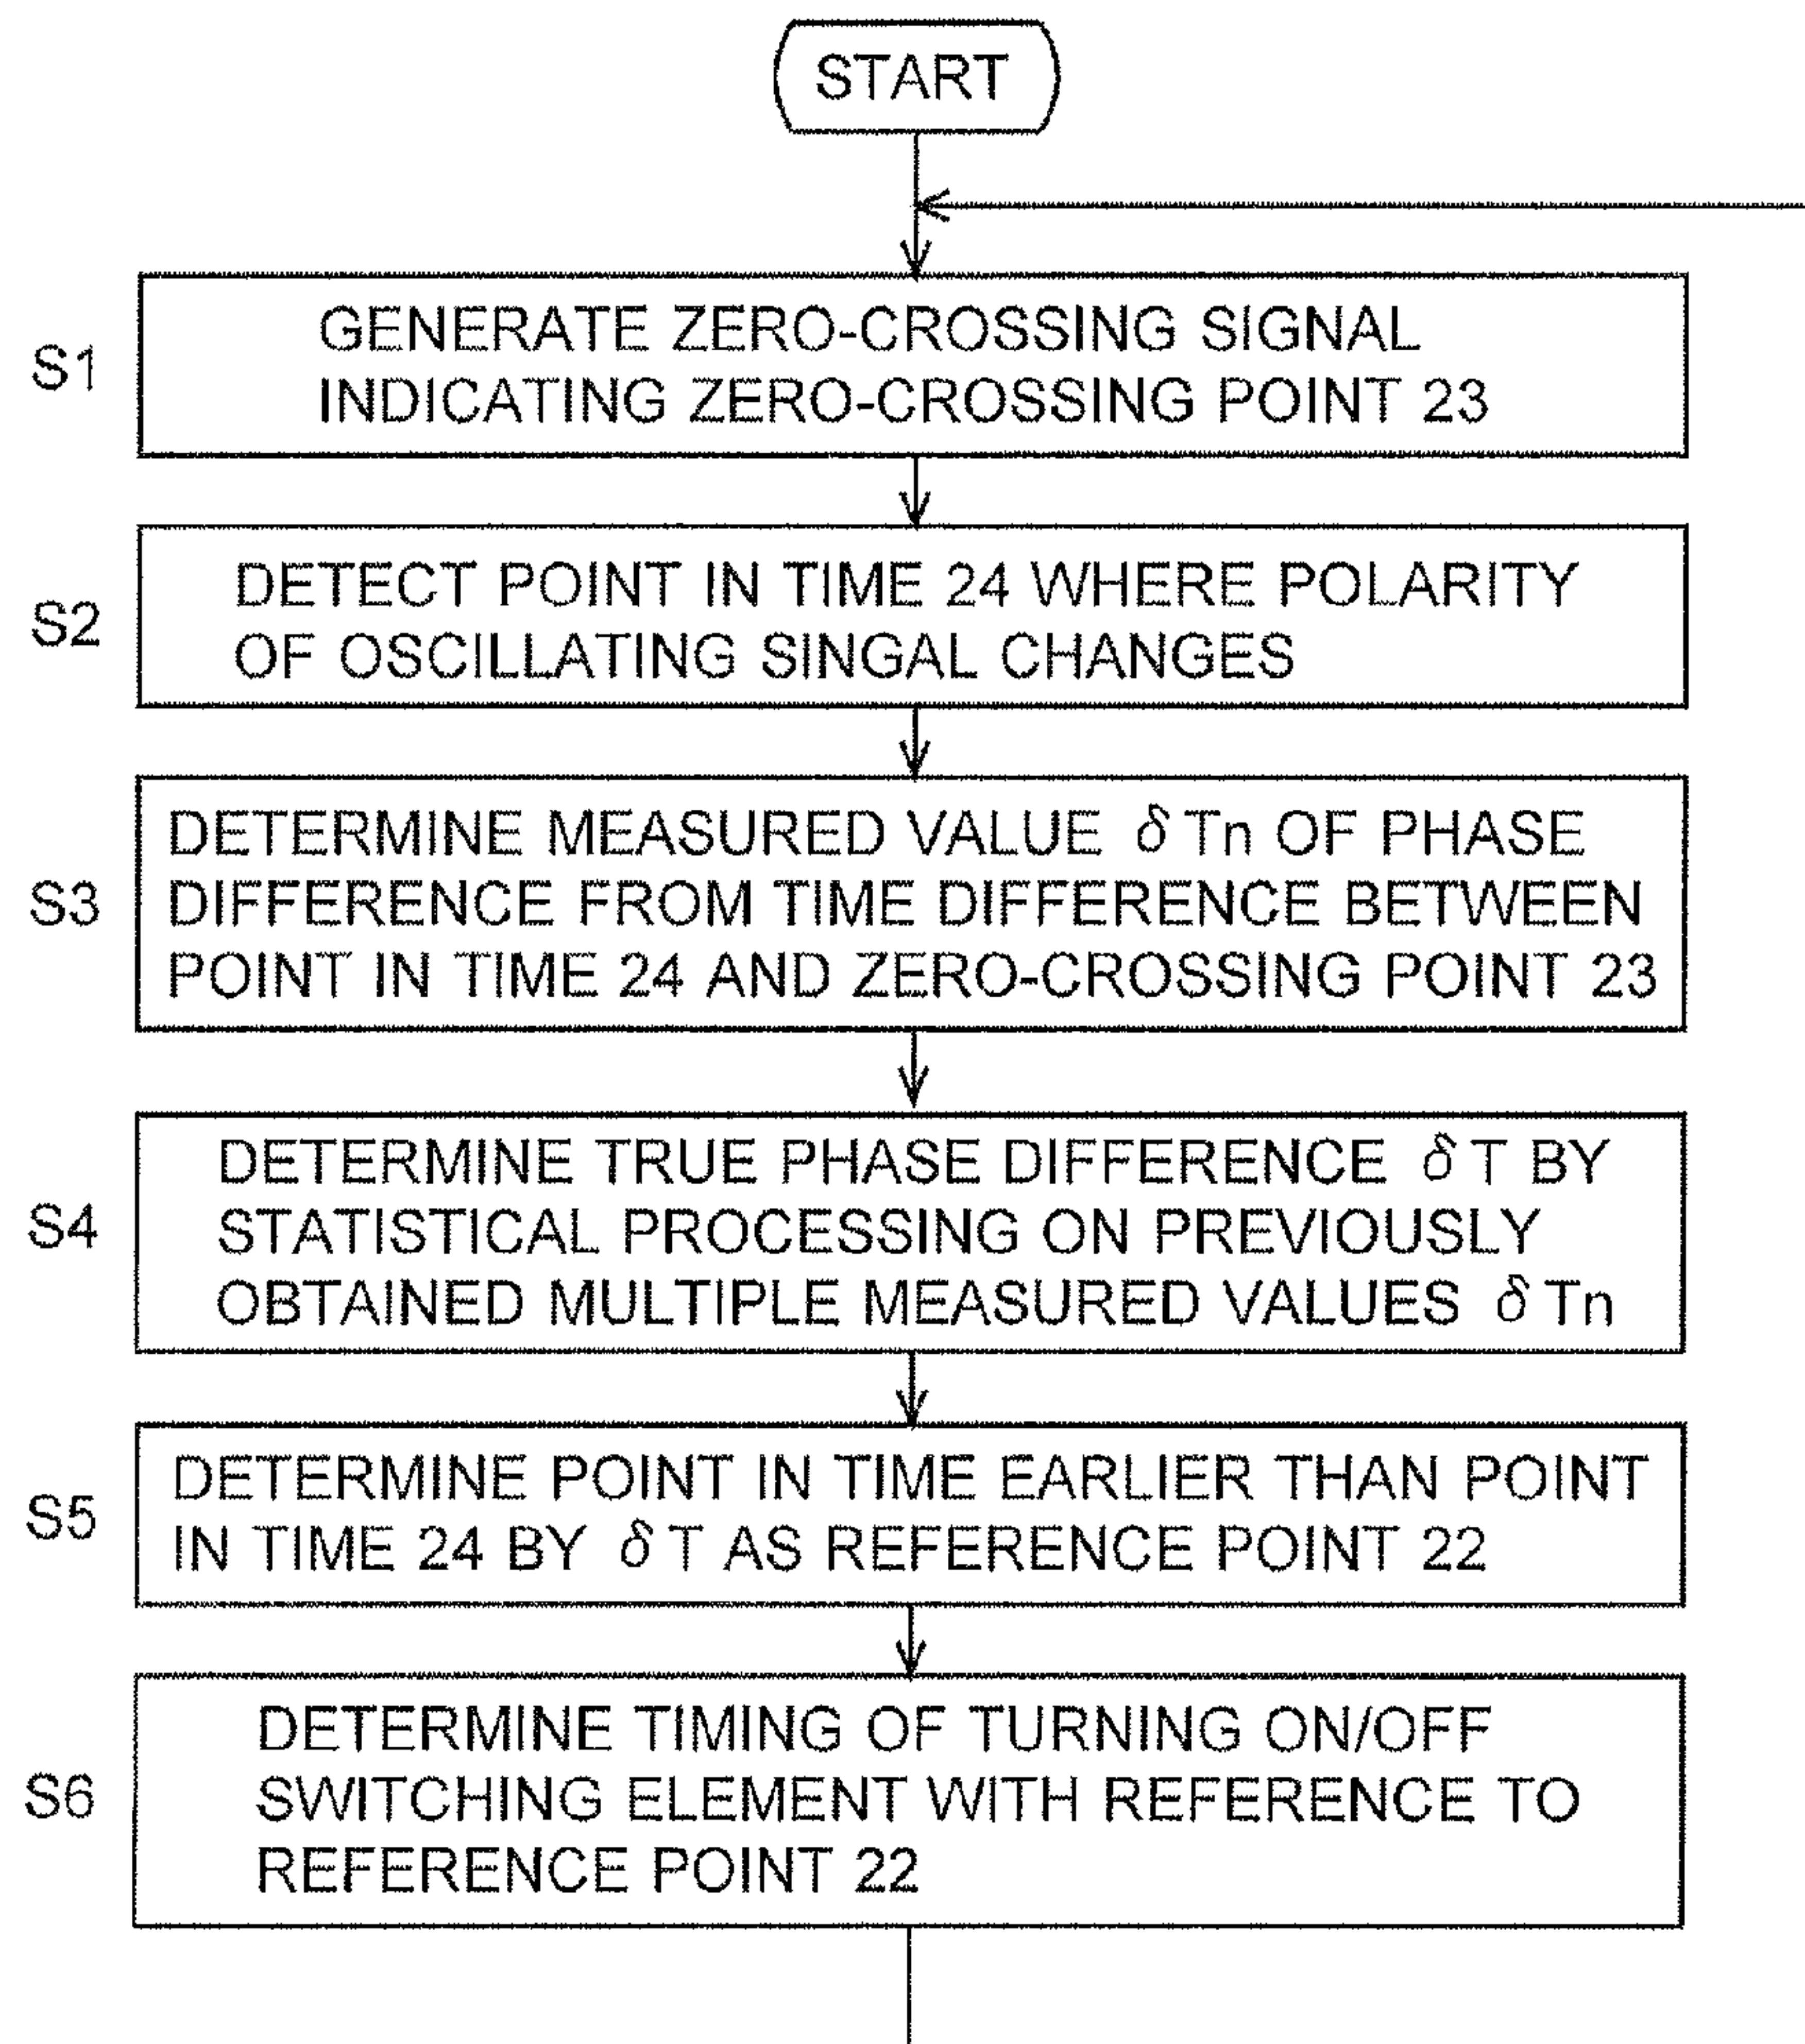 START
S1
GENERATE ZERO-CROSSING SIGNAL
INDICATING ZERO-CROSSING POINT 23
S2
DETECT POINT IN TIME 24 WHERE POLARITY
OF OSCILLATING SINGAL CHANGES
S3
DETERMINE MEASURED VALUE δTn OF PHASE
DIFFERENCE FROM TIME DIFFERENCE BETWEEN
POINT IN TIME 24 AND ZERO-CROSSING POINT 23
S4
DETERMINE TRUE PHASE DIFFERENCE δT BY
STATISTICAL PROCESSING ON PREVIOUSLY
OBTAINED MULTIPLE MEASURED VALUES δTn
S5
DETERMINE POINT IN TIME EARLIER THAN POINT
IN TIME 24 BY δT AS REFERENCE POINT 22
S6
DETERMINE TIMING OF TURNING ON/OFF
SWITCHING ELEMENT WITH REFERENCE TO
REFERENCE POINT 22